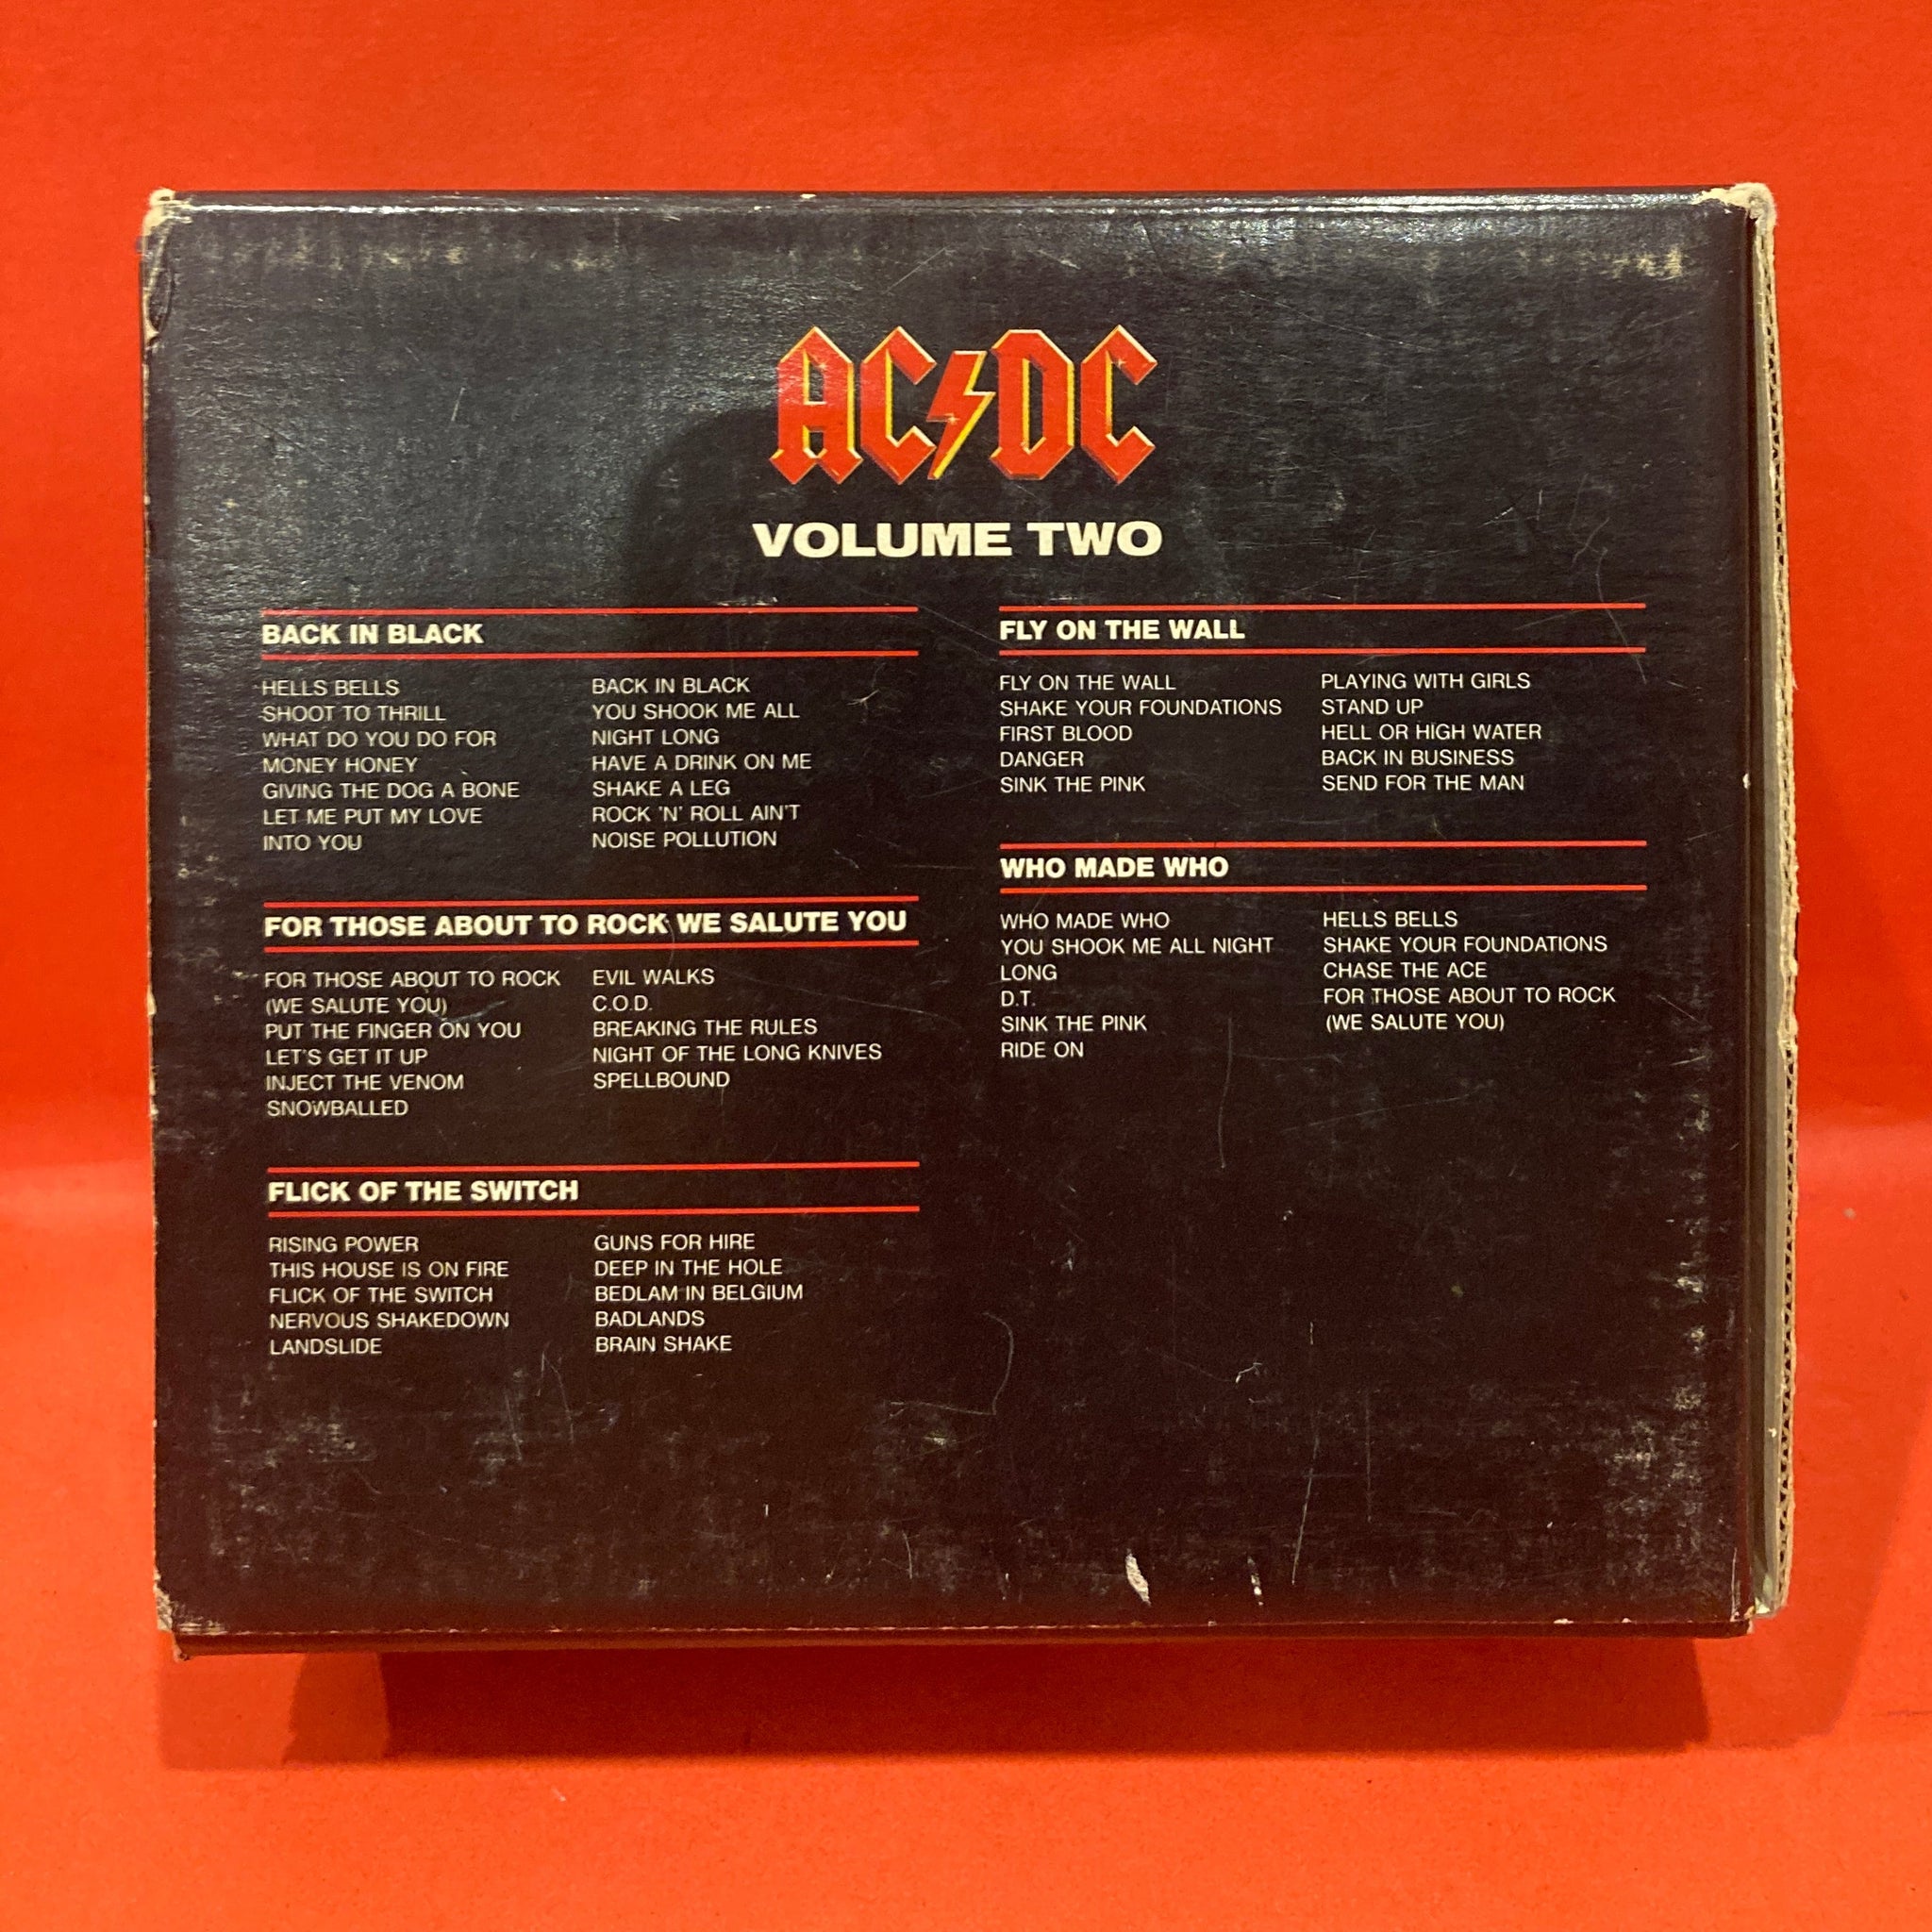 AC/DC
VOLUME TWO
BACK IN BLACK
HELLS BELLS
SHOOT TO THRILL
WHAT DO YOU DO FOR
MONEY HONEY
GIVING THE DOG A BONE
LET ME PUT MY LOVE
INTO YOU
BACK IN BLACK
YOU SHOOK ME ALL
NIGHT LONG
HAVE A DRINK ON ME
SHAKE A LEG
ROCK 'N' ROLL AIN'T
NOISE POLLUTION
FOR THOSE ABOUT TO ROCK WE SALUTE YOU
FOR THOSE ABOUT TO ROCK
(WE SALUTE YOU)
PUT THE FINGER ON YOU
LET'S GET IT UP
INJECT THE VENOM
SNOWBALLED
EVIL WALKS
C.O.D.
BREAKING THE RULES
NIGHT OF THE LONG KNIVES
SPELLBOUND
FLICK OF THE SWITCH
RISING POWER
THIS HOUSE IS ON FIRE
FLICK OF THE SWITCH
NERVOUS SHAKEDOWN
LANDSLIDE
GUNS FOR HIRE
DEEP IN THE HOLE
BEDLAM IN BELGIUM
BADLANDS
BRAIN SHAKE
FLY ON THE WALL
FLY ON THE WALL
SHAKE YOUR FOUNDATIONS
FIRST BLOOD
DANGER
SINK THE PINK
PLAYING WITH GIRLS
STAND UP
HELL OR HIGH WATER
BACK IN BUSINESS
SEND FOR THE MAN
WHO MADE WHO
WHO MADE WHO
YOU SHOOK ME ALL NIGHT
LONG
D.T.
SINK THE PINK
RIDE ON
HELLS BELLS
SHAKE YOUR FOUNDATIONS
CHASE THE ACE
FOR THOSE ABOUT TO ROCK
(WE SALUTE YOU)